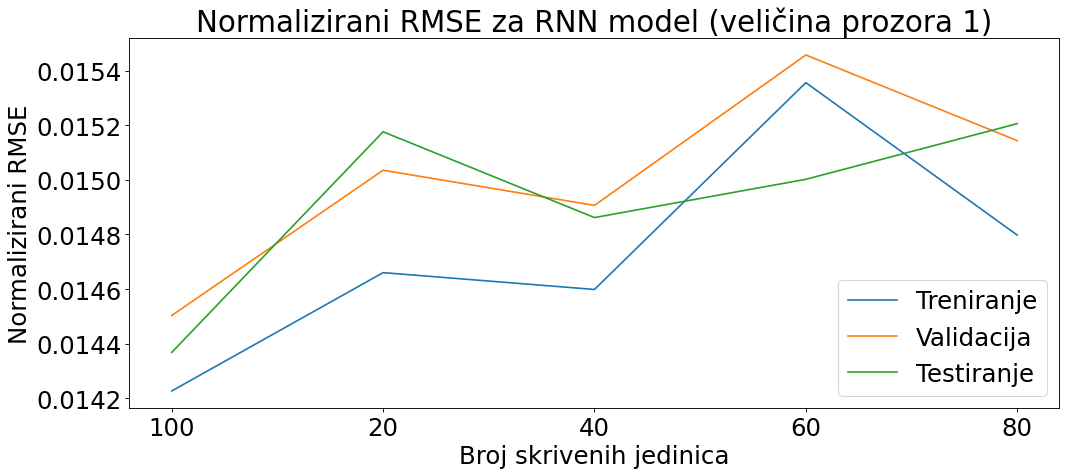 Normalizirani RMSE za RNN model (veličina prozora 1)
Normalizirani RMSE
0.0154
0.0152
0.0150
0.0148
0.0146
0.0144
0.0142
Treniranje
Validacija
Testiranje
100 20 40 60 80
Broj skrivenih jedinica